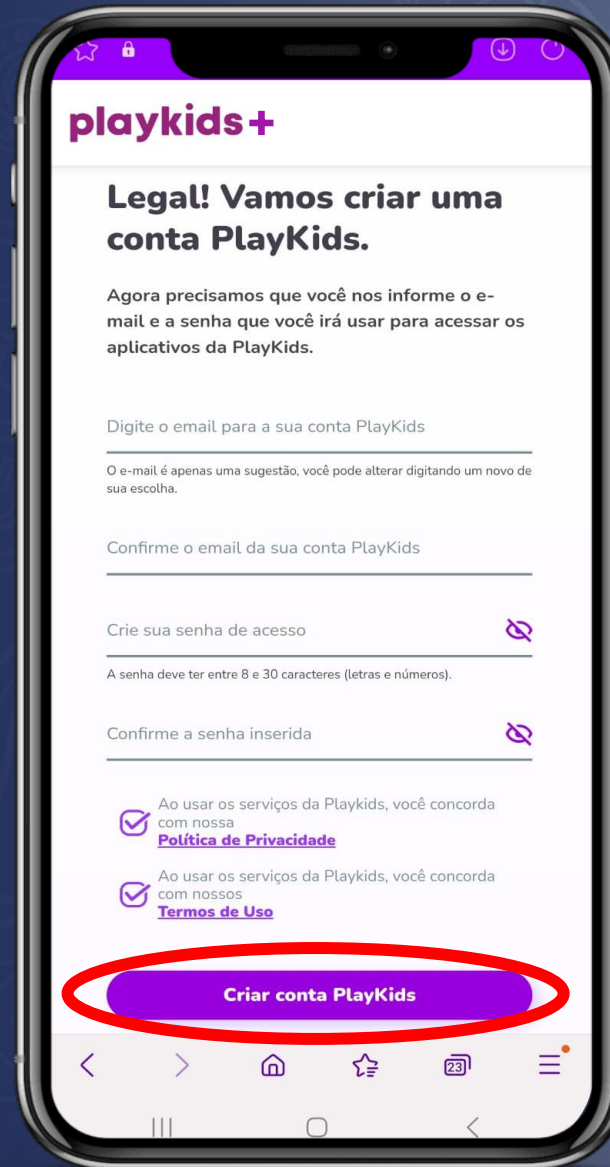 playkids+
Legal! Vamos criar uma
conta PlayKids.
Agora precisamos que você nos informe o e-
mail e a senha que você irá usar para acessar os
aplicativos da PlayKids.
Digite o email para a sua conta PlayKids
O e-mail é apenas uma sugestão, você pode alterar digitando um novo de
sua escolha.
Confirme o email da sua conta PlayKids
Crie sua senha de acesso
A senha deve ter entre 8 e 30 caracteres (letras e números).
Confirme a senha inserida
Ao usar os serviços da Playkids, você concorda
com nossa
Política de Privacidade
Ao usar os serviços da Playkids, você concorda
com nossos
Termos de Uso
Criar conta PlayKids
23